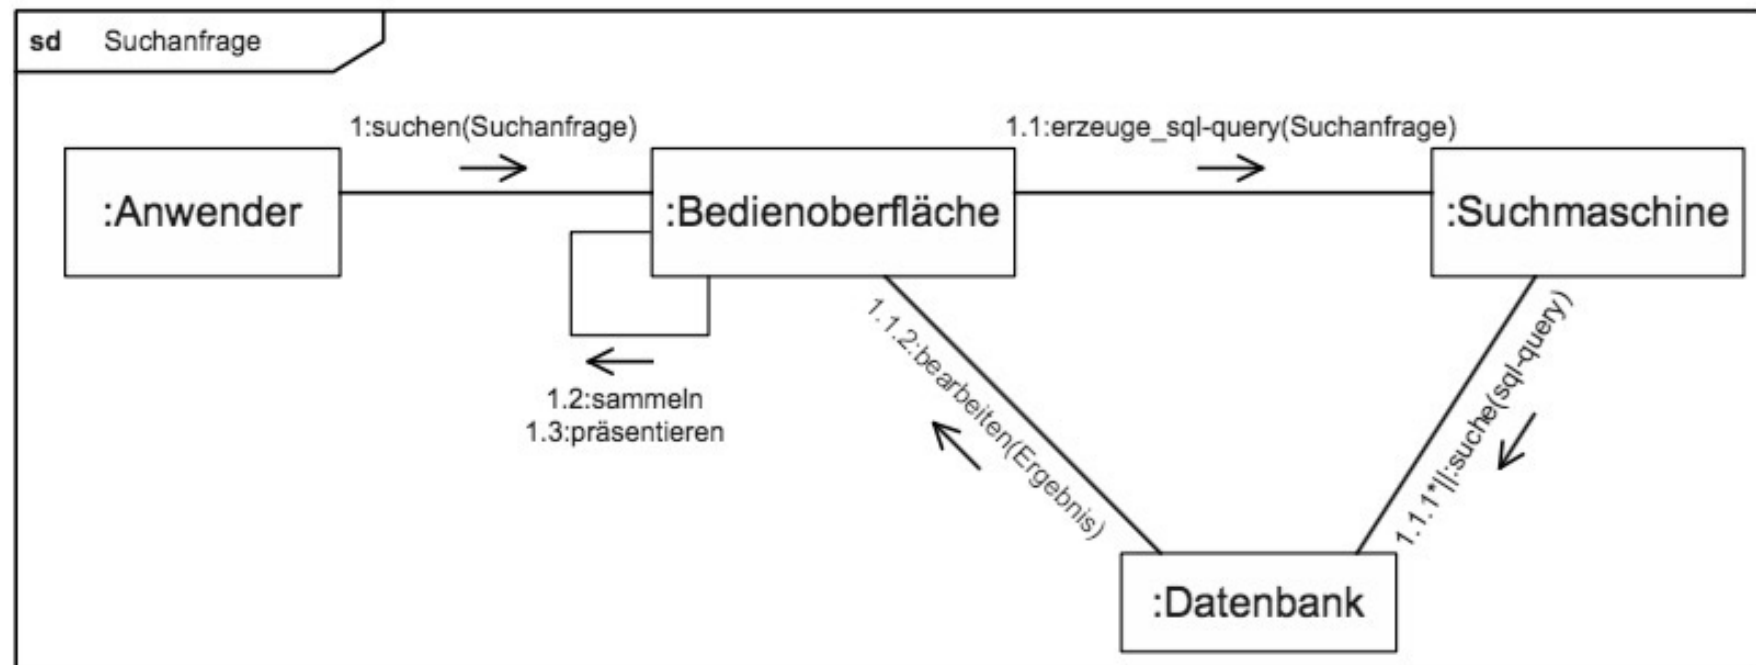 sd Suchanfrage
1:suchen(Suchanfrage)
1.1:erzeuge_sql-query(Suchanfrage)
:Anwender
:Bedienoberfläche
:Suchmaschine
1.1.2:bearbeiten(Ergebnis)
1.1.1*||:suche(sql-query)
1.2:sammeln
1.3:präsentieren
:Datenbank